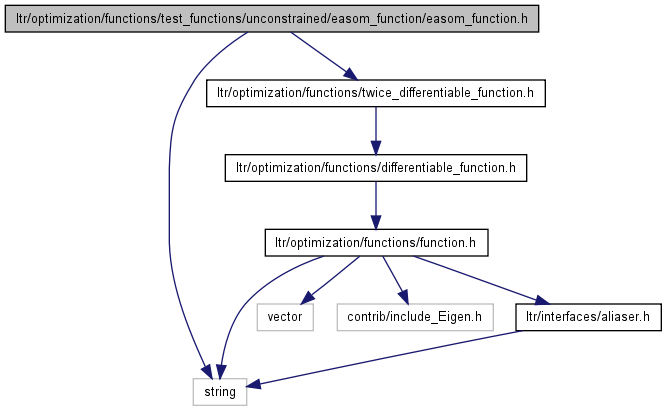 ltr/optimization/functions/test_functions/unconstrained/easom_function/easom_function.h
ltr/optimization/functions/twice_differentiable_function.h
ltr/optimization/functions/differentiable_function.h
ltr/optimization/functions/function.h
vector
contrib/include_Eigen.h
ltr/interfaces/aliaser.h
string